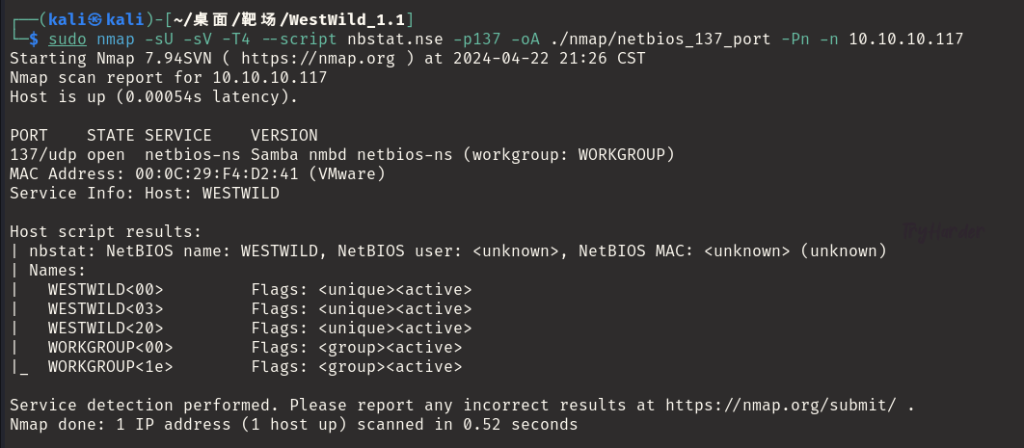 ┌──(kali㉿kali)-[~/桌面/靶场/WestWild_1.1]
└─$ sudo nmap -sU -sV -T4 --script nbstat.nse -p137 -oA ./nmap/netbios_137_port -Pn -n 10.10.10.117
Starting Nmap 7.94SVN ( https://nmap.org ) at 2024-04-22 21:26 CST
Nmap scan report for 10.10.10.117
Host is up (0.00054s latency).

PORT    STATE SERVICE    VERSION
137/udp open  netbios-ns Samba nmbd netbios-ns (workgroup: WORKGROUP)
MAC Address: 00:0C:29:F4:D2:41 (VMware)
Service Info: Host: WESTWILD

Host script results:
| nbstat: NetBIOS name: WESTWILD, NetBIOS user: <unknown>, NetBIOS MAC: <unknown> (unknown)
| Names:
|   WESTWILD<00>         Flags: <unique><active>
|   WESTWILD<03>         Flags: <unique><active>
|   WESTWILD<20>         Flags: <unique><active>
|   WORKGROUP<00>        Flags: <group><active>
|_  WORKGROUP<1e>        Flags: <group><active>

Service detection performed. Please report any incorrect results at https://nmap.org/submit/ .
Nmap done: 1 IP address (1 host up) scanned in 0.52 seconds